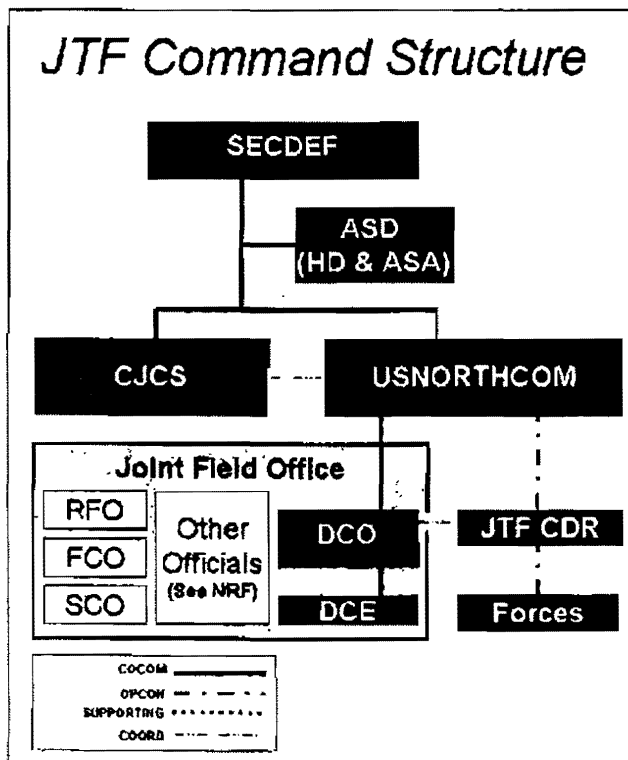 JTF Command Structure
SECDEF
ASD
(HD & ASA)
CJCS
USNORTHCOM
Joint Field Office
RFO
FCO
SCO
Other
Officials
(See NRF)
DCO
DCE
JTF CDR
Forces
COCOM
OPCON
SUPPORTING
COORD